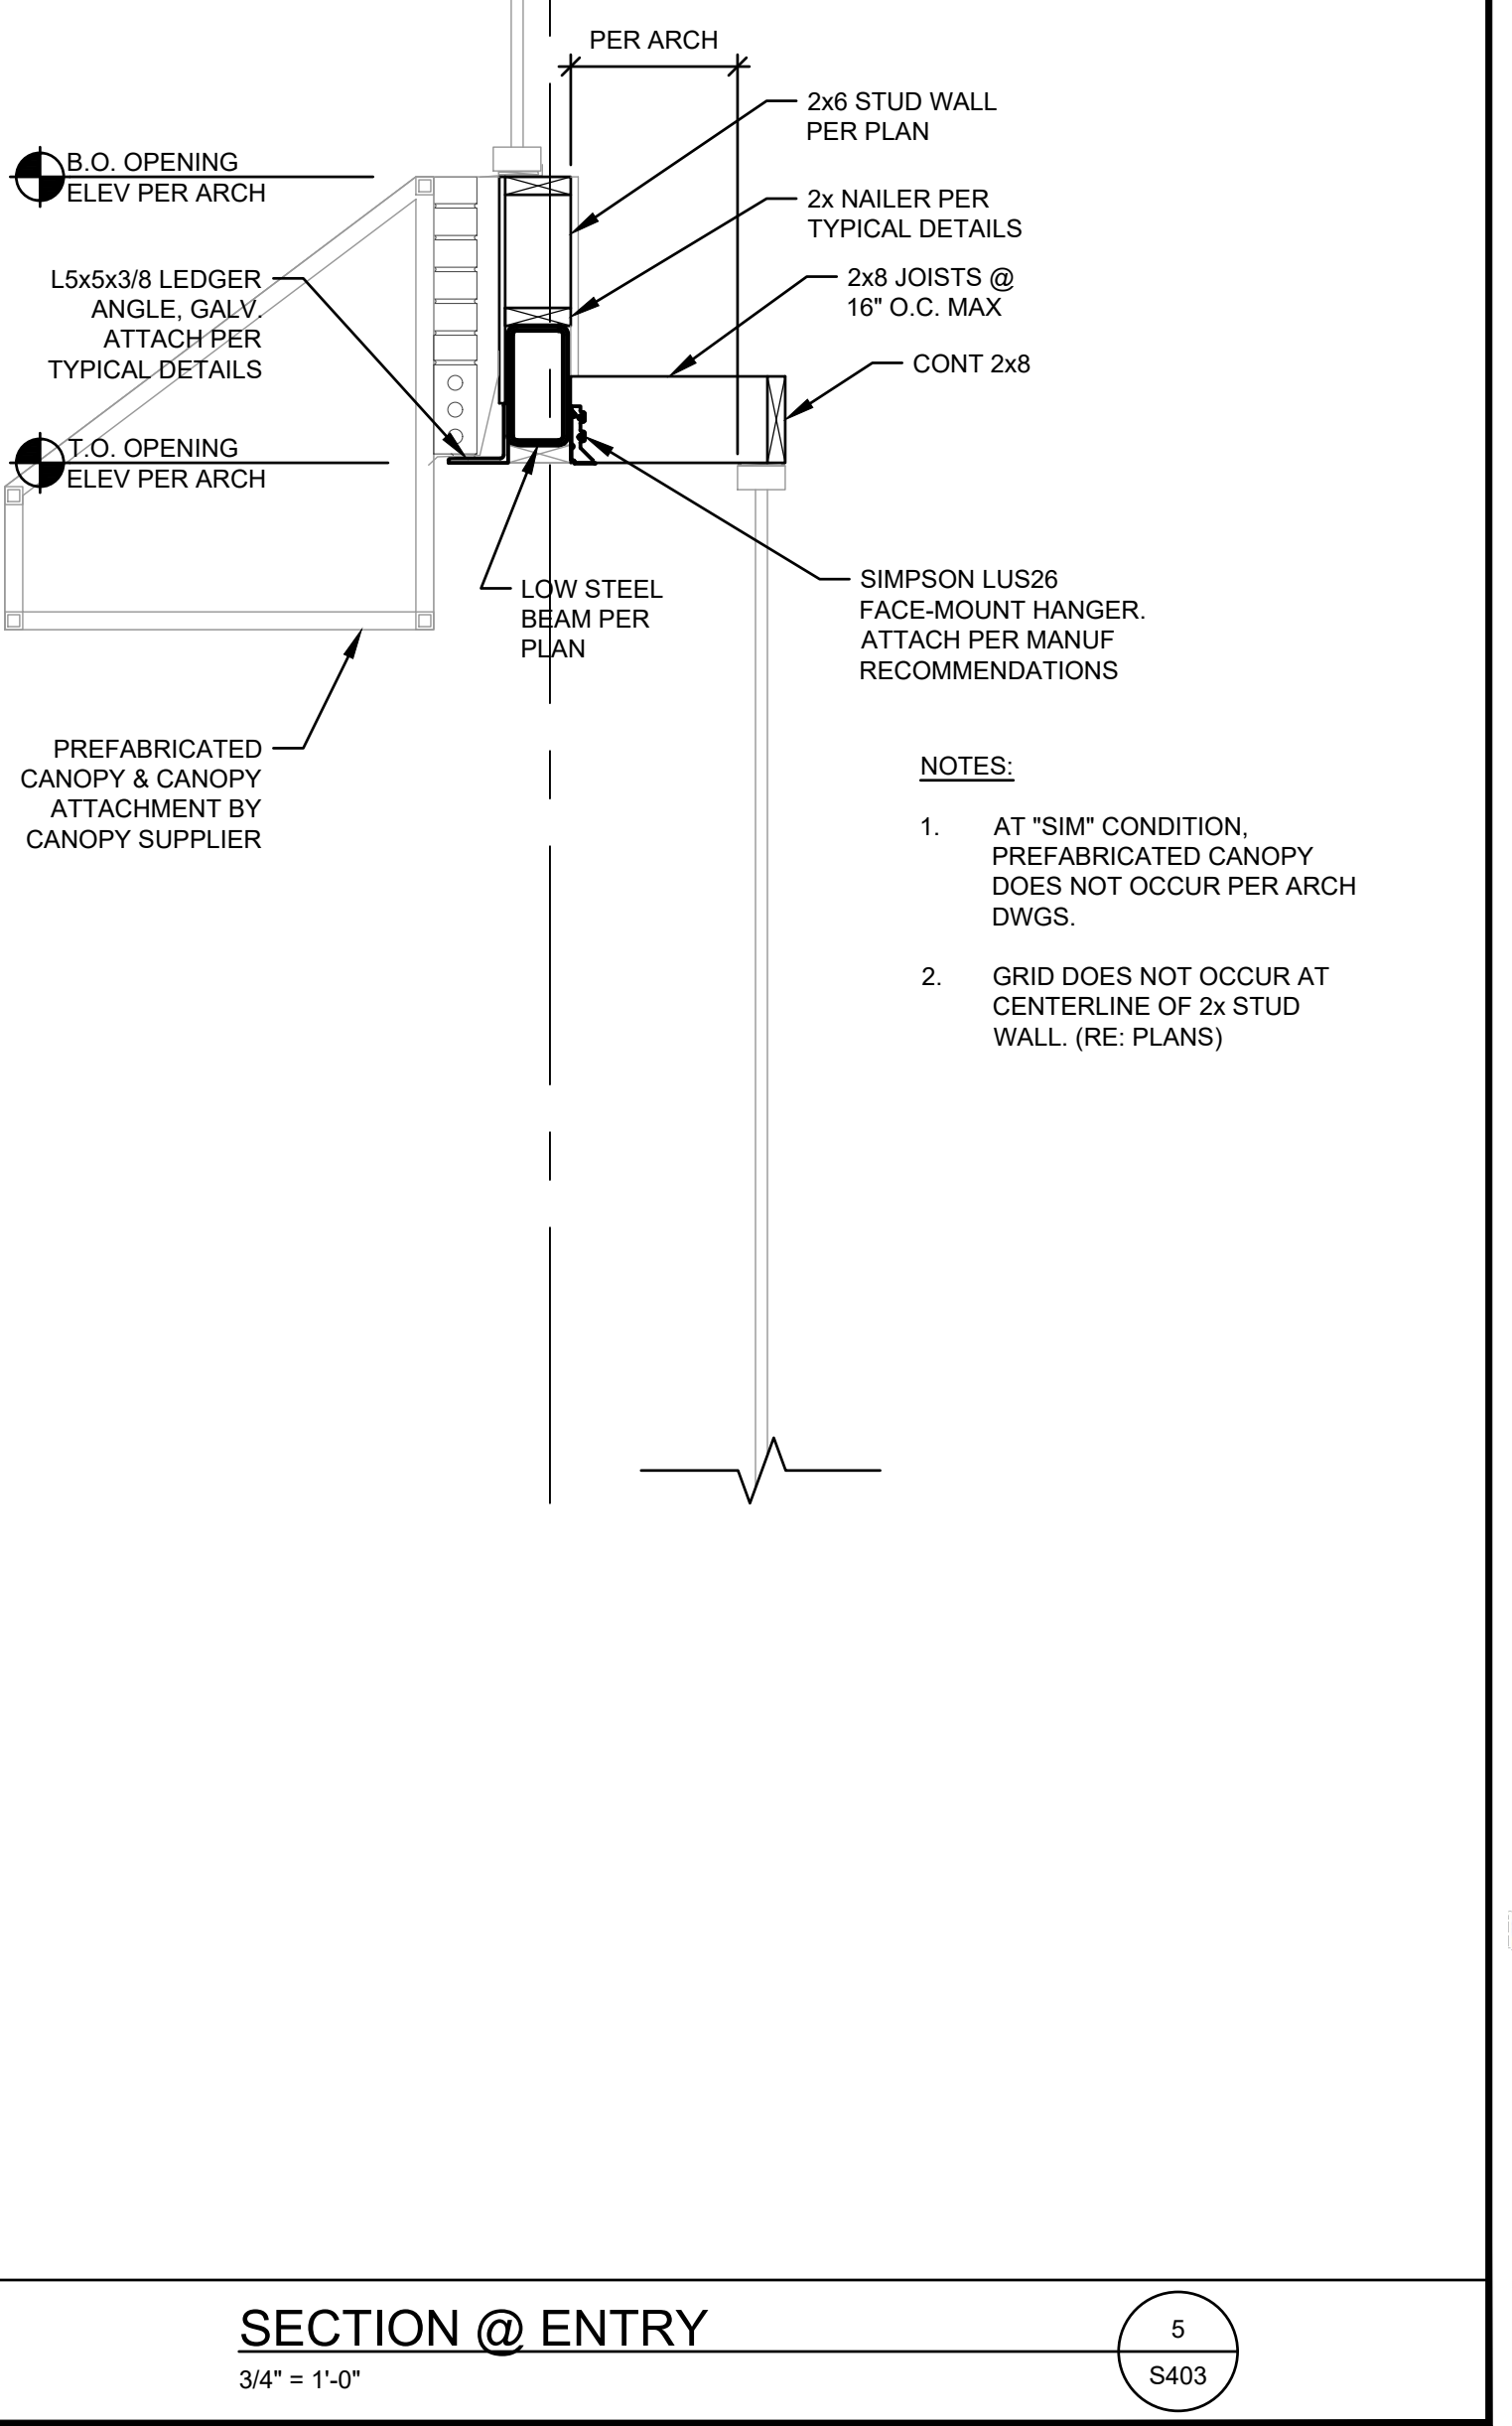 PER ARCH
2x6 STUD WALL
PER PLAN
B.O. OPENING
ELEV PER ARCH
2x NAILER PER
TYPICAL DETAILS
L5x5x3/8 LEDGER
ANGLE, GALV.
ATTACH PER
TYPICAL DETAILS
2x8 JOISTS @
16" O.C. MAX
CONT 2x8
T.O. OPENING
ELEV PER ARCH
LOW STEEL
BEAM PER
PLAN
SIMPSON LUS26
FACE-MOUNT HANGER.
ATTACH PER MANUF
RECOMMENDATIONS
PREFABRICATED
CANOPY & CANOPY
ATTACHMENT BY
CANOPY SUPPLIER
NOTES:
1. AT "SIM" CONDITION,
PREFABRICATED CANOPY
DOES NOT OCCUR PER ARCH
DWGS.
2. GRID DOES NOT OCCUR AT
CENTERLINE OF 2x STUD
WALL. (RE: PLANS)
SECTION @ ENTRY
3/4" = 1'-0"
5
S403